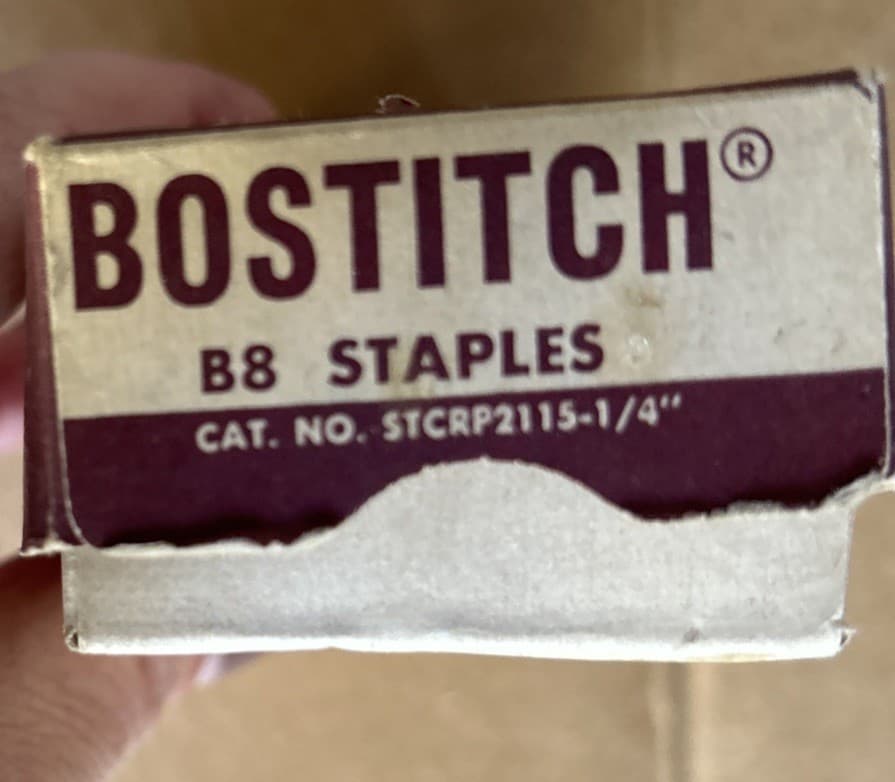 BOSTITCH®
B8 STAPLES
CAT. NO. STCRP2115-1/4"